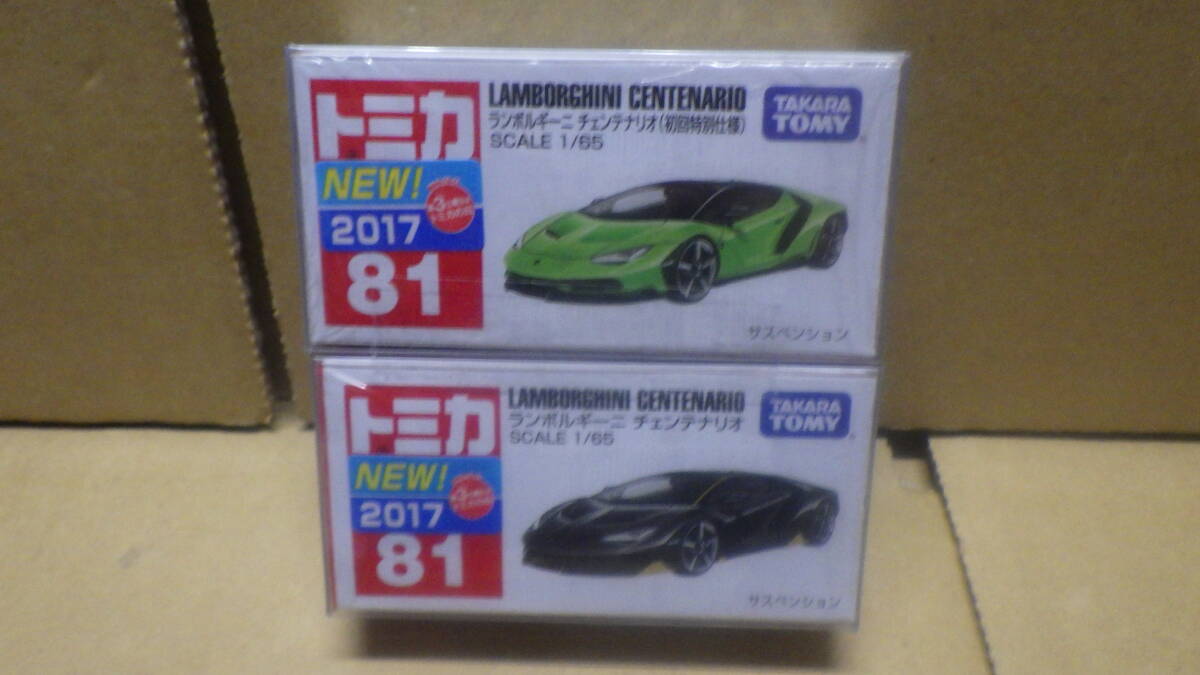 トミカ
LAMBORGHINI CENTENARIO
ランボルギーニ チェンテナリオ(初回特別仕様)
SCALE 1/65
TAKARA
TOMY
NEW!
2017
81
サスペンション
トミカ
LAMBORGHINI CENTENARIO
ランボルギーニ チェンテナリオ
SCALE 1/65
TAKARA
TOMY
NEW!
2017
81
サスペンション